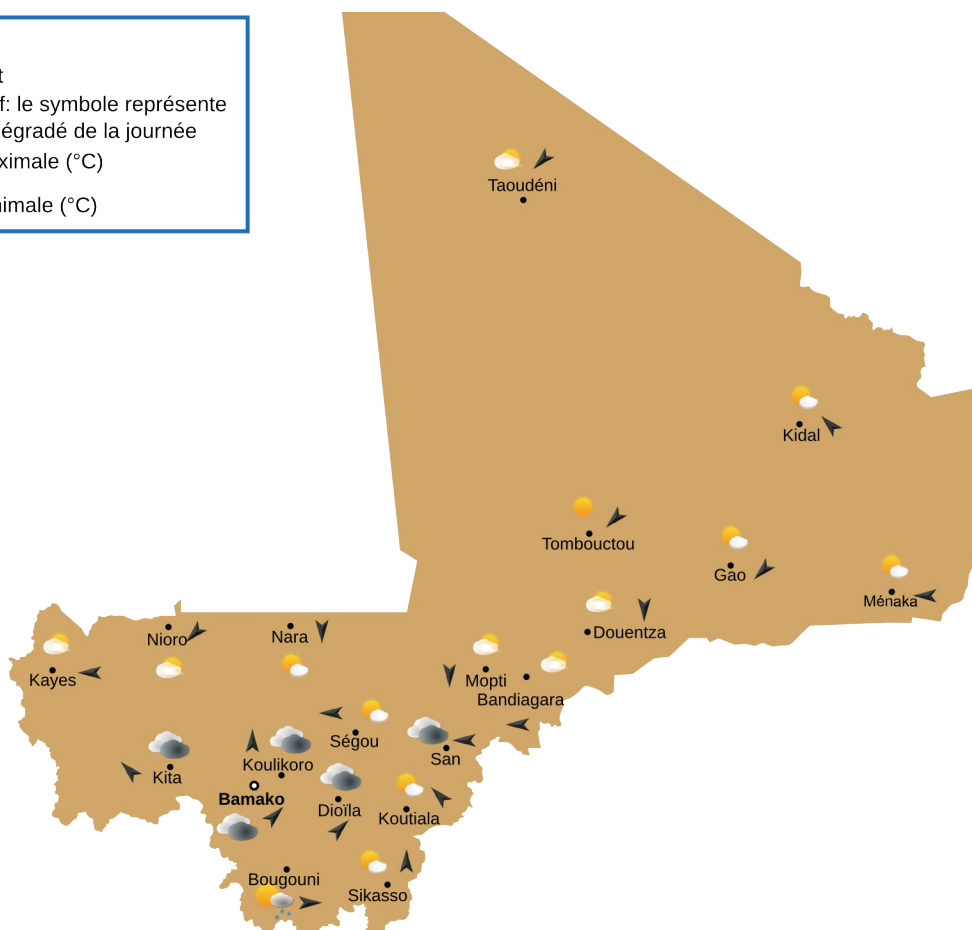 t
f: le symbole représente
égradé de la journée
ximale (°C)
nimale (°C)
Taoudéni
Kidal
Tombouctou
Gao
Ménaka
Douentza
Nioro
Nara
Kayes
Mopti
Bandiagara
Ségou
San
Koulikoro
Kita
Bamako
Dioïla
Koutiala
Bougouni
Sikasso